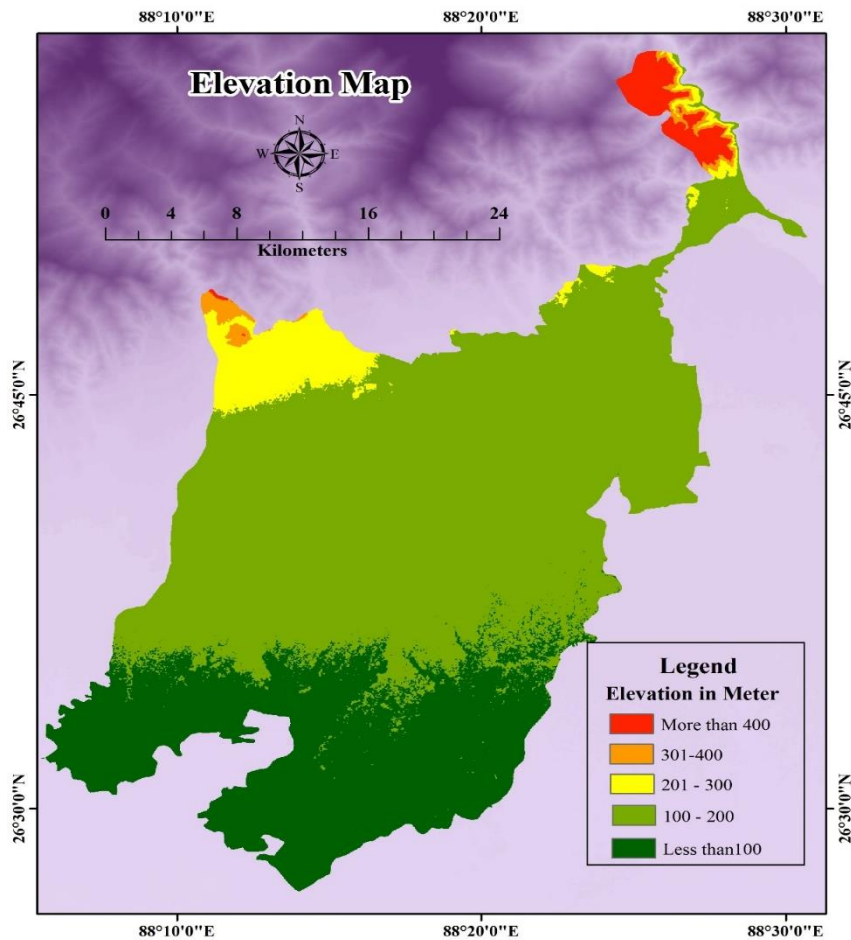 88°10'0"E 88°20'0"E 88°30'0"E
Elevation Map
N
W E
S
0 4 8 16 24
Kilometers
26°45'0"N 26°45'0"N
Legend
Elevation in Meter
More than 400
301-400
201 - 300
100 - 200
Less than100
26°30'0"N 26°30'0"N
88°10'0"E 88°20'0"E 88°30'0"E